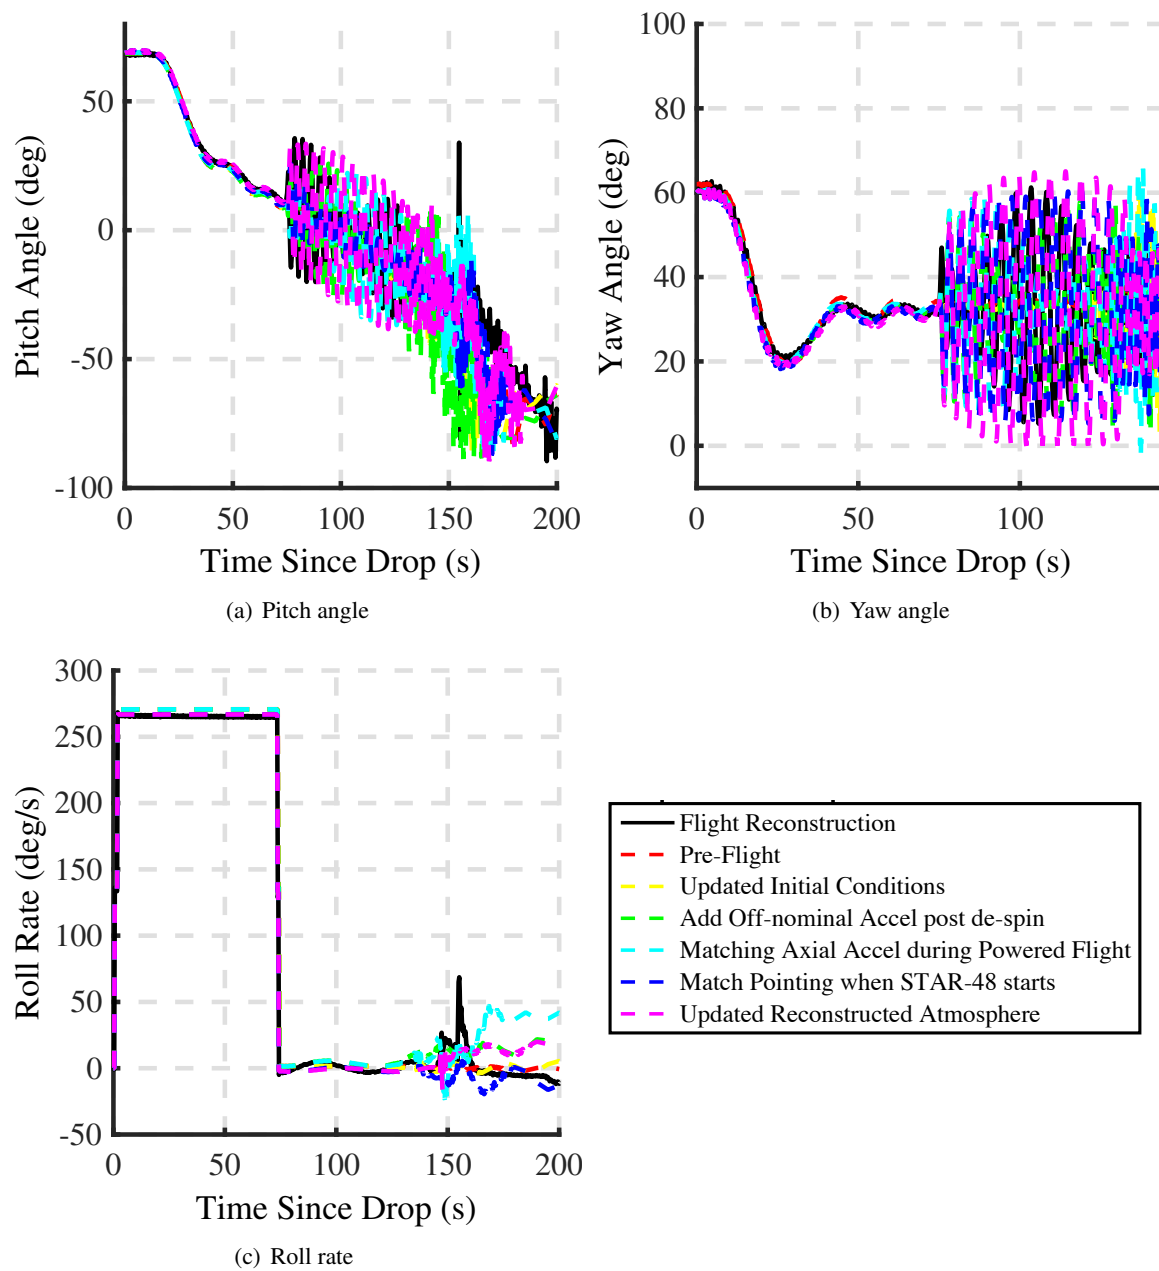 50
0
-50
-100
0
50
100
150
200
Pitch Angle (deg)
Time Since Drop (s)
(a) Pitch angle
100
80
60
40
20
0
0
50
100
Yaw Angle (deg)
Time Since Drop (s)
(b) Yaw angle
300
250
200
150
100
50
0
-50
0
50
100
150
200
Roll Rate (deg/s)
Time Since Drop (s)
(c) Roll rate
Flight Reconstruction
Pre-Flight
Updated Initial Conditions
Add Off-nominal Accel post de-spin
Matching Axial Accel during Powered Flight
Match Pointing when STAR-48 starts
Updated Reconstructed Atmosphere